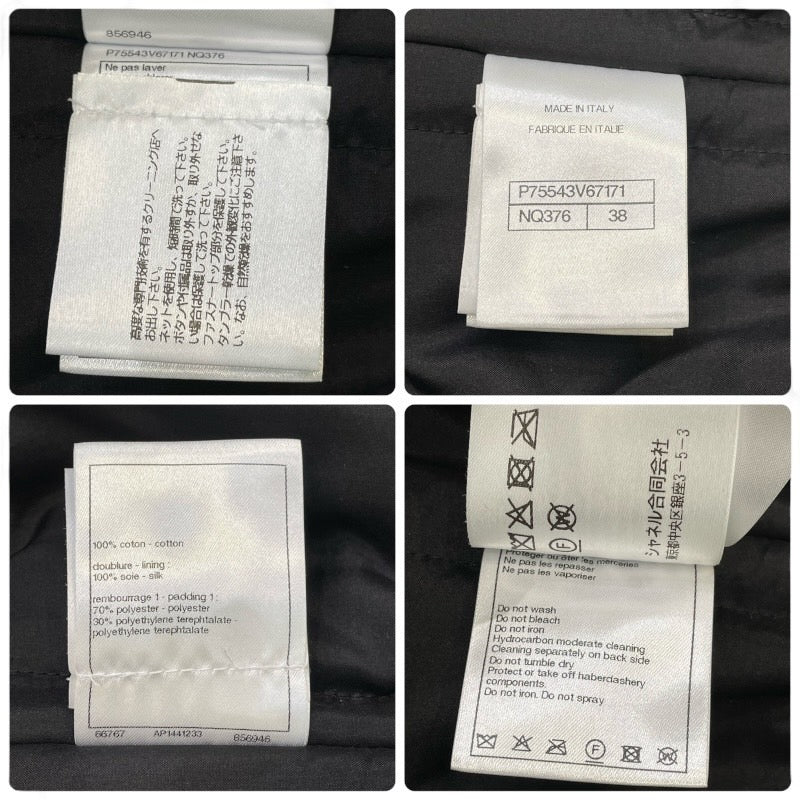 856946
P75543V67171 NQ376
Ne pas laver
高度な専門技術を有するクリーニング店へ
お出し下さい。
ネットを使用し、短時間で洗って下さい。
ボタンや付属品は取り外すか、取り外せな
い場合は保護して洗って下さい。
ファスナートップ部分を保護して下さい。
タンブラー乾燥での外観変化にご注意下さ
い。なお、自然乾燥をおすすめします。
MADE IN ITALY
FABRIQUE EN ITALIE
P75543V67171
NQ376 38
100% coton - cotton
doublure - lining :
100% soie - silk
rembourrage 1 - padding 1 :
70% polyester - polyester
30% polyethylene terephtalate -
polyethylene terephtalate
66767 AP1441233 856946
シャネル合同会社
東京都中央区銀座3-5-3
F
W
Protéger ou ôter les merceries
Ne pas les repasser
Ne pas les vaporiser
Do not wash
Do not bleach
Do not iron
Hydrocarbon moderate cleaning
Cleaning separately on back side
Do not tumble dry
Protect or take off haberdashery
components.
Do not iron. Do not spray
F
W